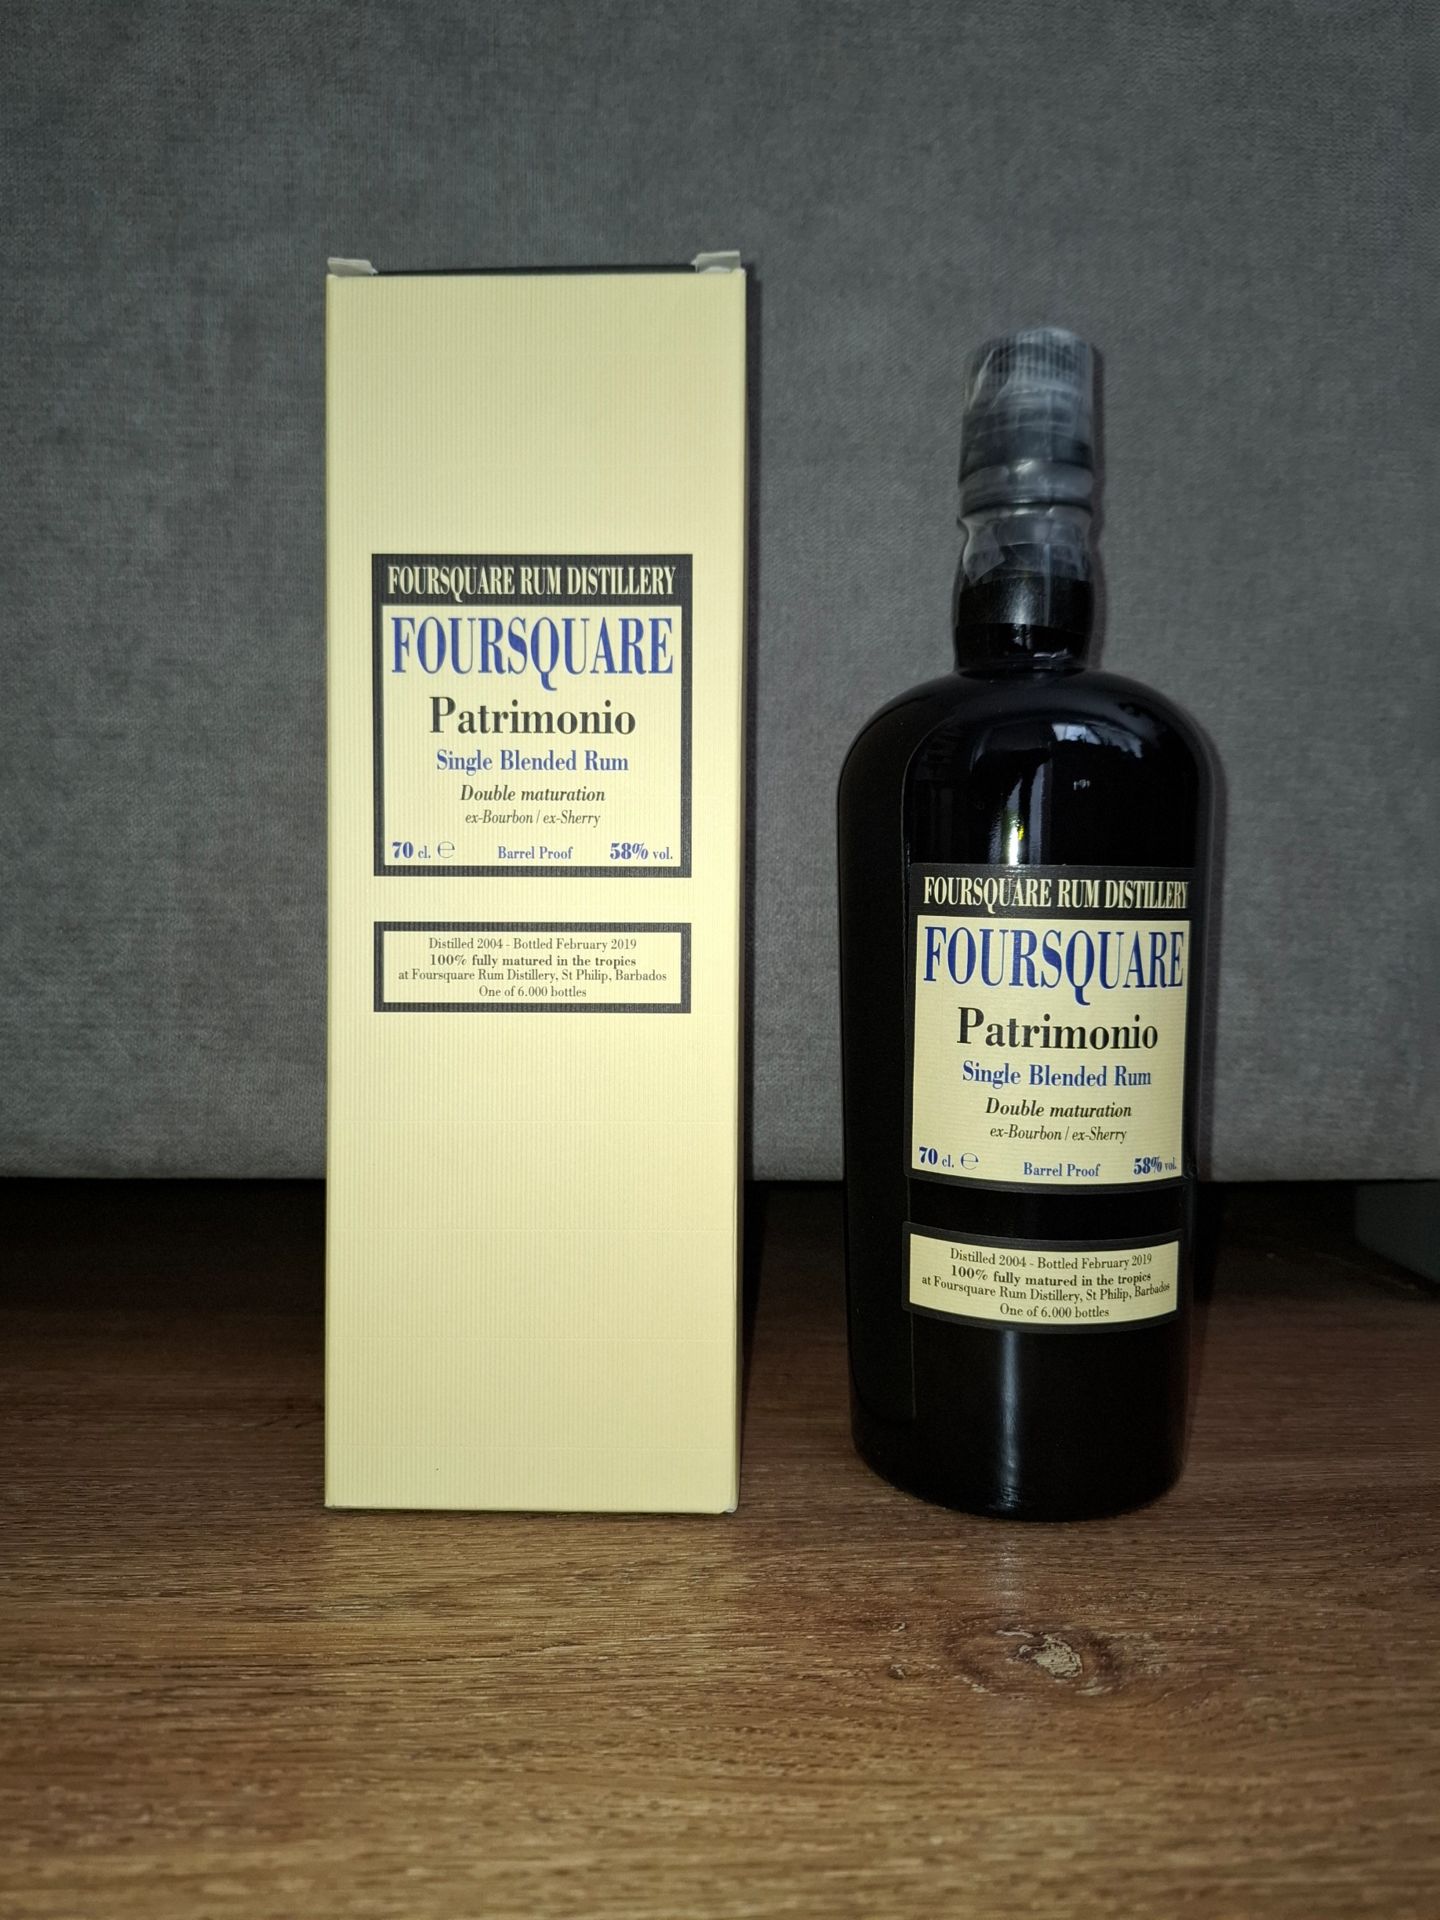 FOURSQUARE RUM DISTILLERY
FOURSQUARE
Patrimonio
Single Blended Rum
Double maturation
ex-Bourbon / ex-Sherry
70 cl. ℮ Barrel Proof 58% vol.
Distilled 2004 - Bottled February 2019
100% fully matured in the tropics
at Foursquare Rum Distillery, St Philip, Barbados
One of 6.000 bottles
FOURSQUARE RUM DISTILLERY
FOURSQUARE
Patrimonio
Single Blended Rum
Double maturation
ex-Bourbon / ex-Sherry
70 cl. ℮ Barrel Proof 58% vol.
Distilled 2004 - Bottled February 2019
100% fully matured in the tropics
at Foursquare Rum Distillery, St Philip, Barbados
One of 6.000 bottles